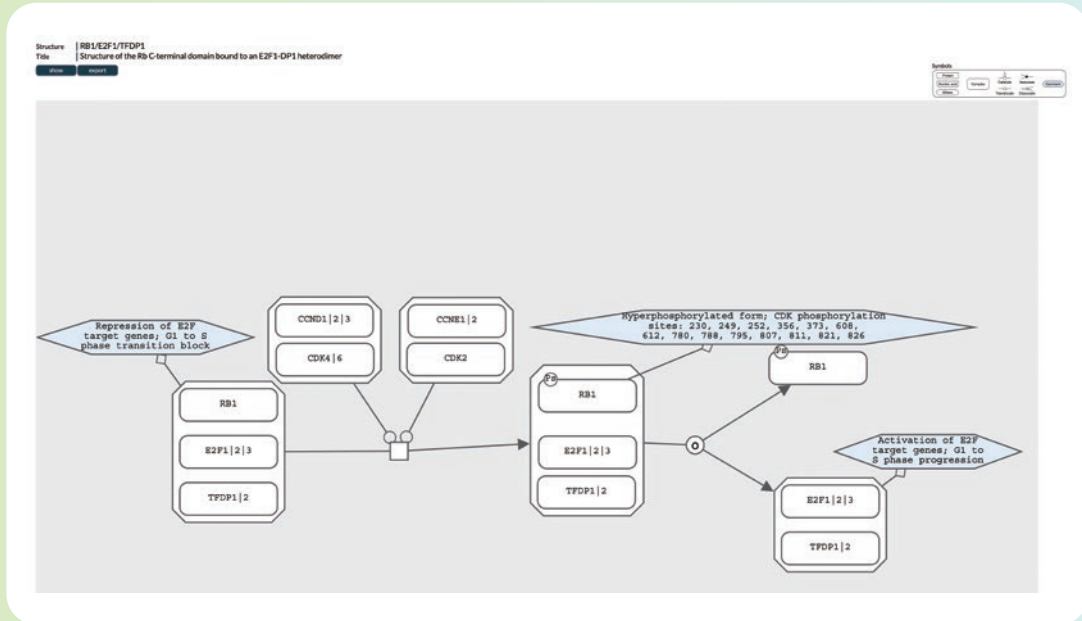 Structure RB1/E2F1/TFDP1
Title Structure of the Rb C-terminal domain bound to an E2F1-DP1 heterodimer
show export
Symbols
Repression of E2F
target genes; G1 to S
phase transition block
CCND1|2|3
CDK4|6
CCNE1|2
CDK2
Hyperphosphorylated form; CDK phosphorylation
sites: 230, 249, 252, 356, 373, 608,
612, 780, 788, 795, 807, 811, 821, 826
RB1
E2F1|2|3
TFDP1|2
Ps
RB1
E2F1|2|3
TFDP1|2
Ps
RB1
Activation of E2F
target genes; G1 to
S phase progression
E2F1|2|3
TFDP1|2